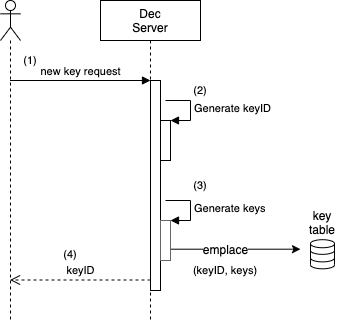 Dec
Server
(1)
new key request
(2)
Generate keyID
(3)
Generate keys
key
table
emplace
(keyID, keys)
(4)
keyID